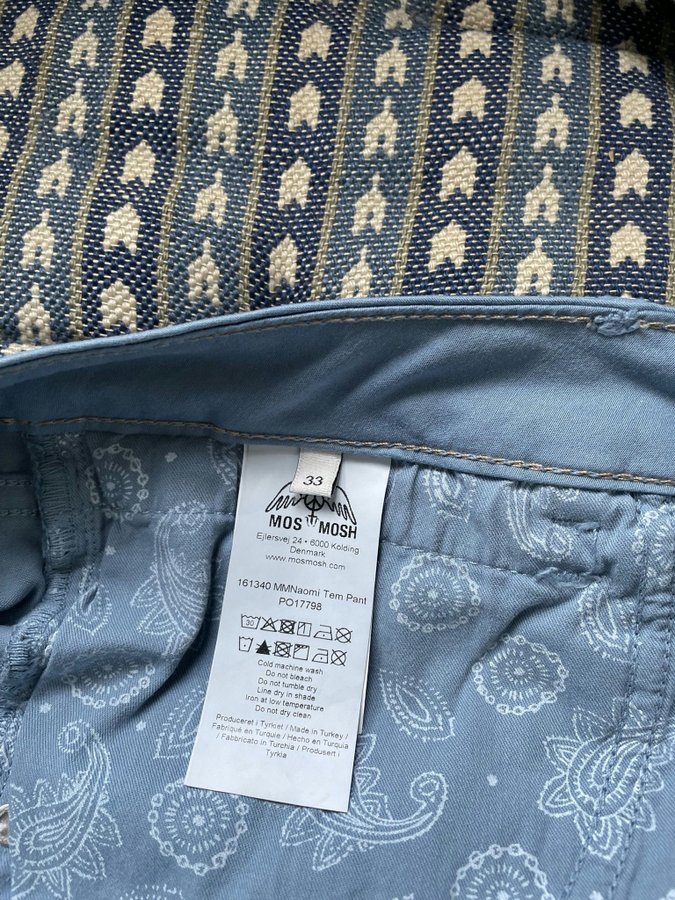 33
MOS MOSH
Ejlersvej 24 • 6000 Kolding
Denmark
www.mosmosh.com
161340 MMNaomi Tem Pant
PO17798
30
Cold machine wash
Do not bleach
Do not tumble dry
Line dry in shade
Iron at low temperature
Do not dry clean
Produceret i Tyrkiet / Made in Turkey /
Fabriqué en Turquie / Hecho en Turquía
/ Fabbricato in Turchia / Produsert i
Tyrkia